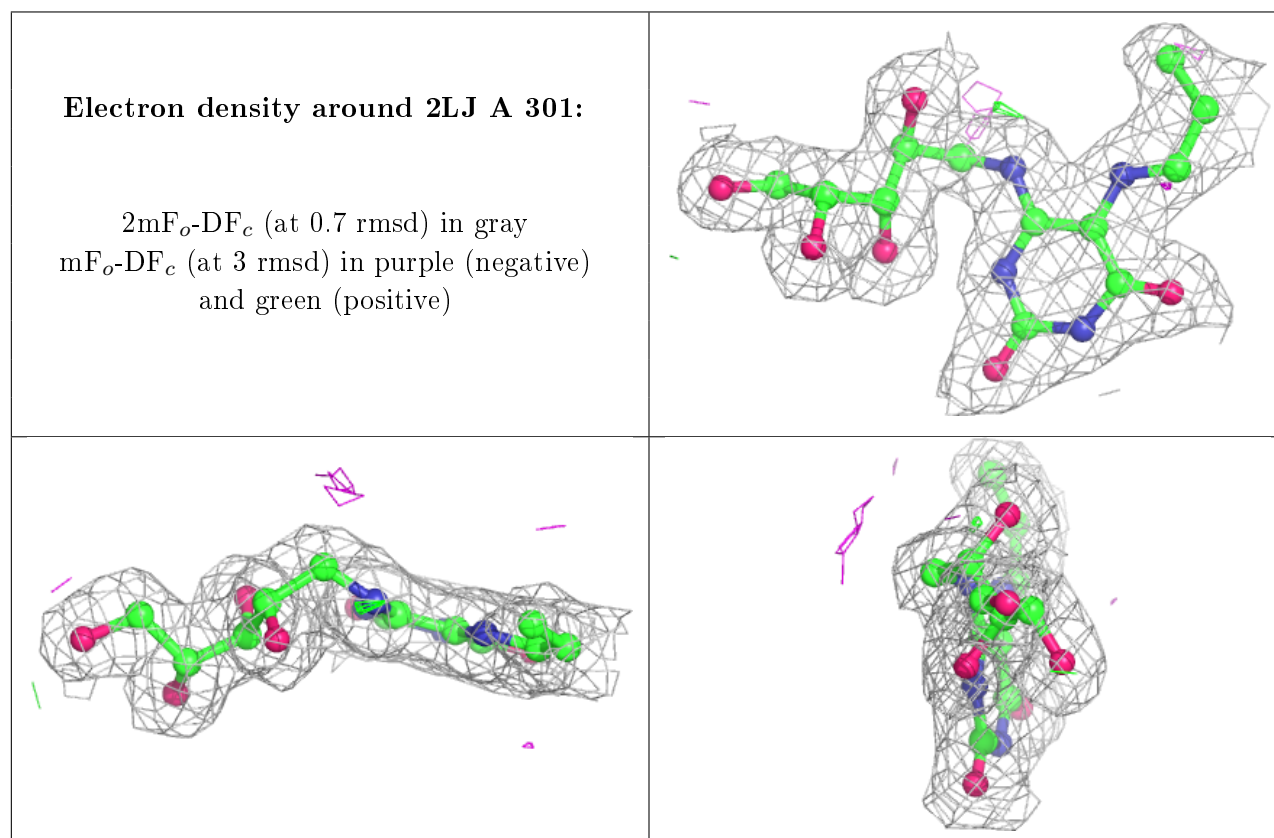 Electron density around 2LJ A 301:
2mFo-DFc (at 0.7 rmsd) in gray
mFo-DFc (at 3 rmsd) in purple (negative)
and green (positive)